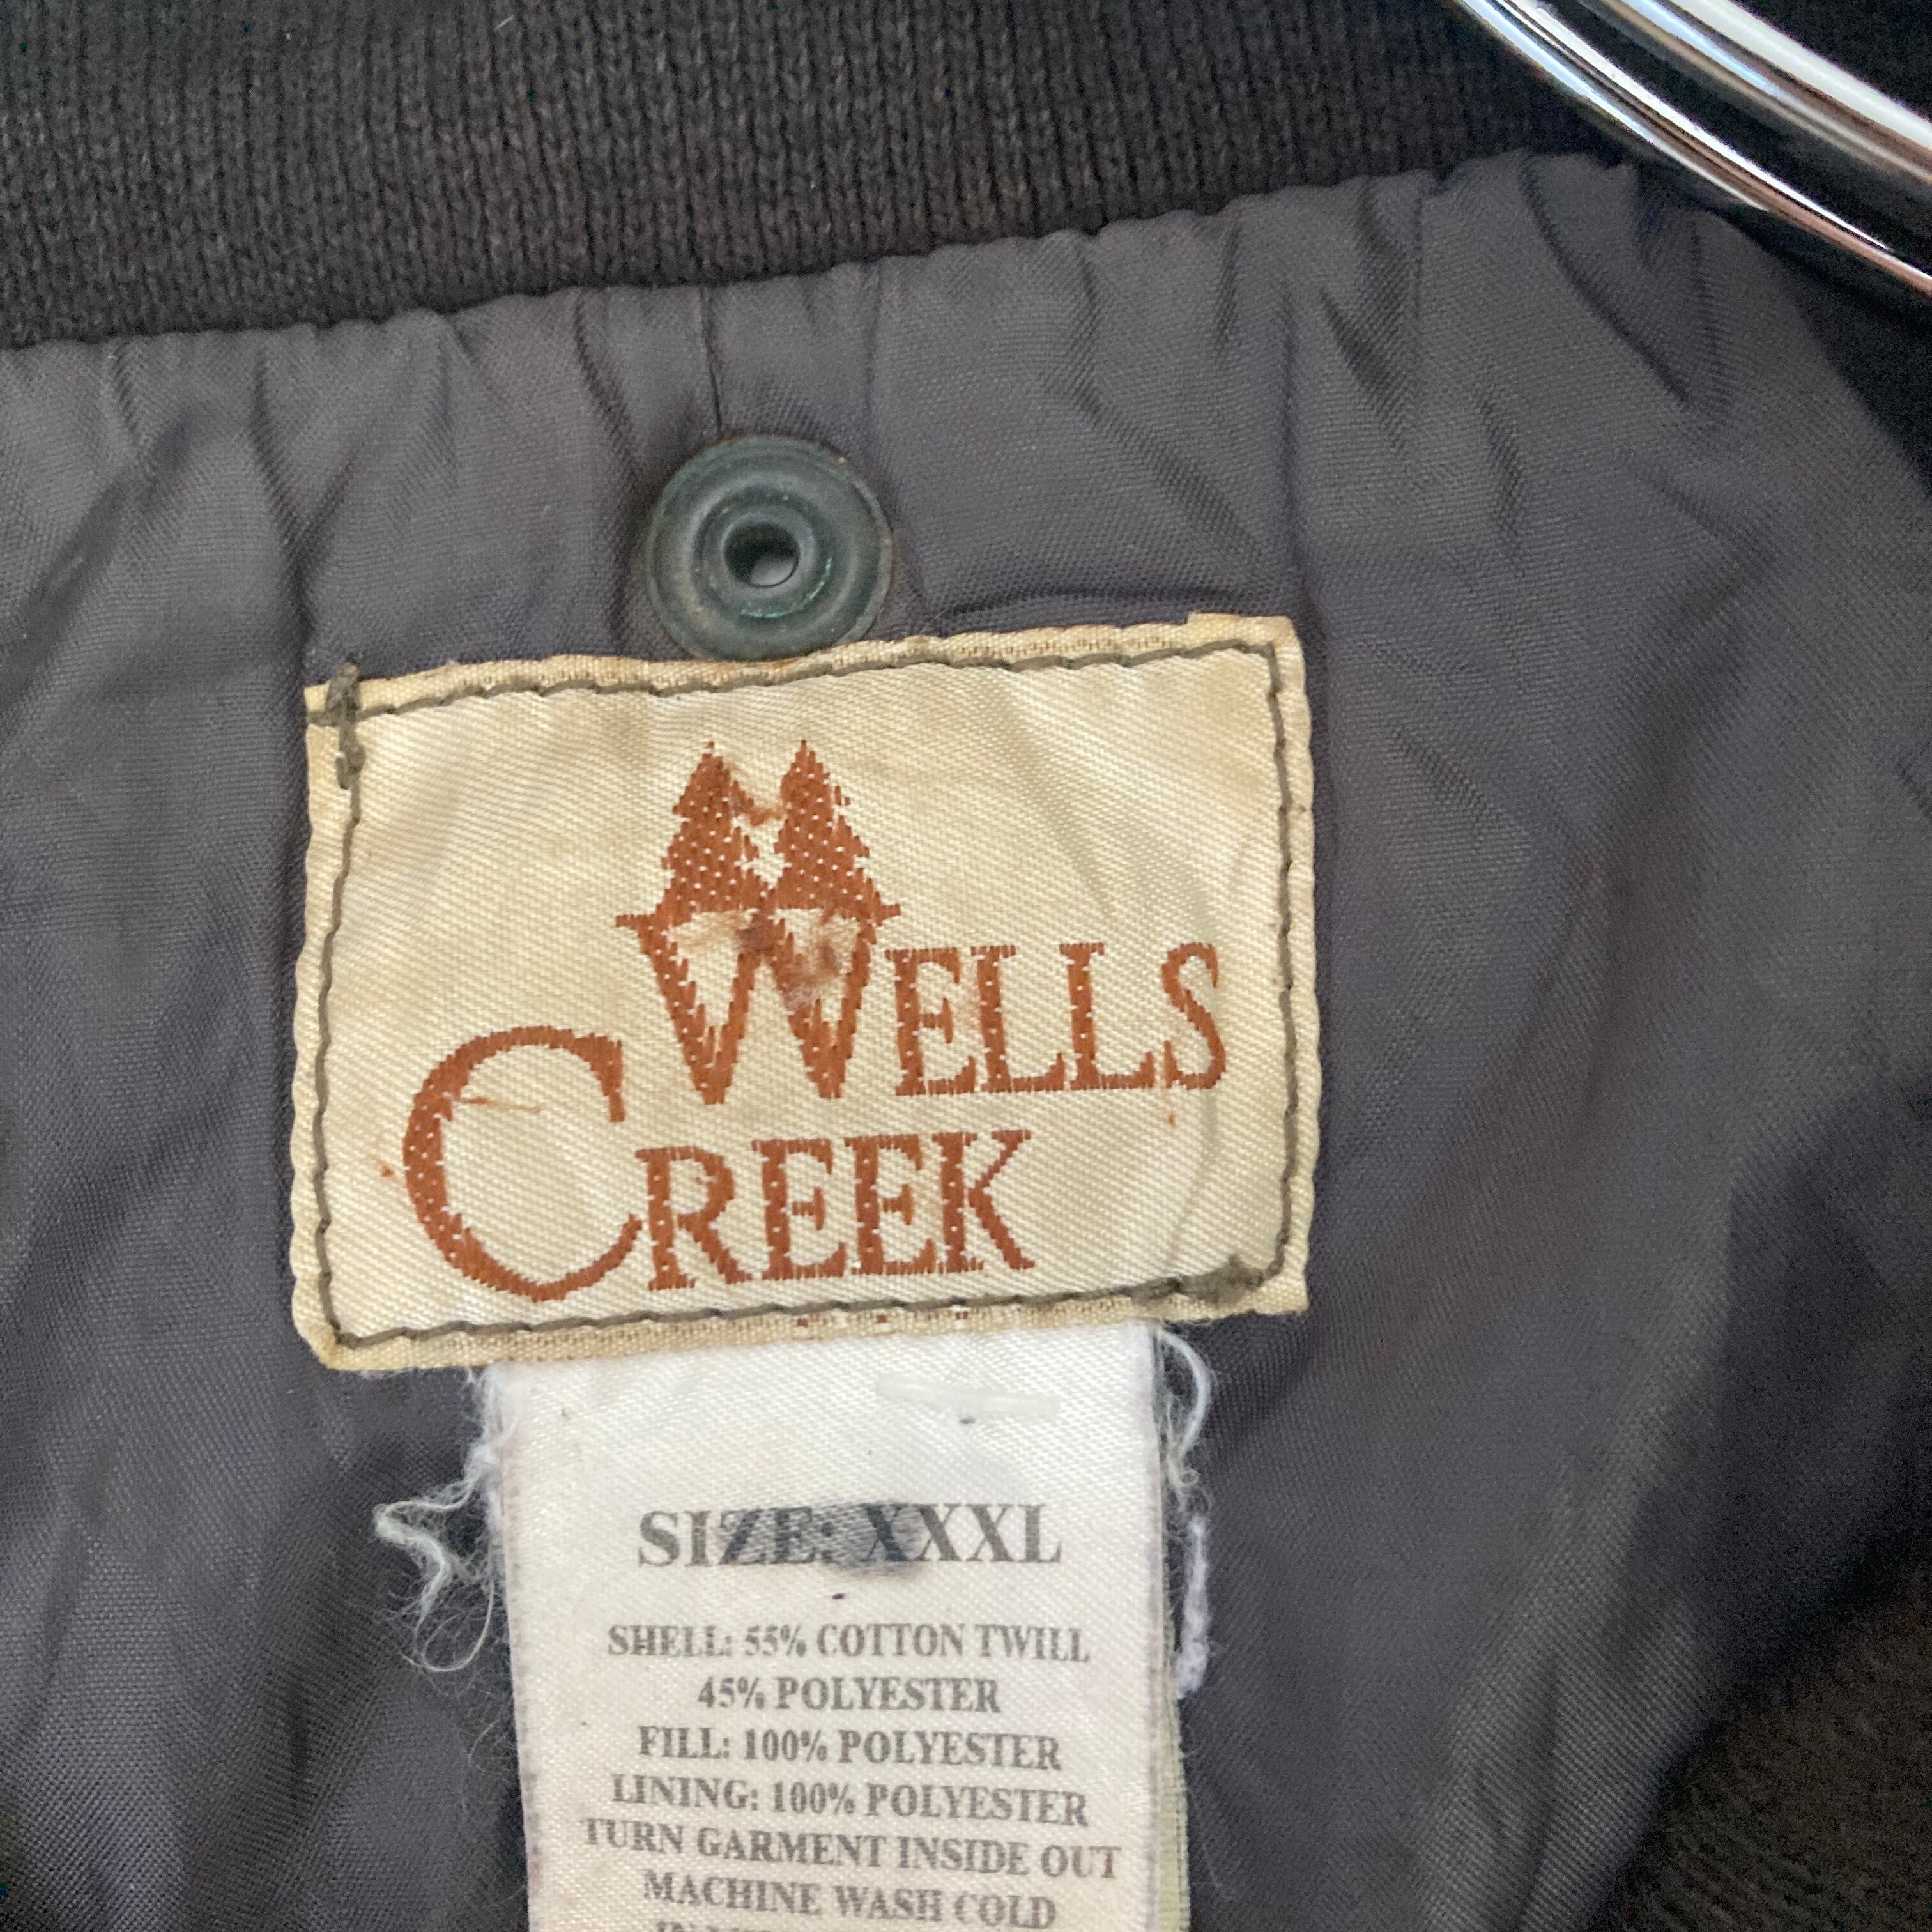 WELLS
CREEK
SIZE: XXXL
SHELL: 55% COTTON TWILL
45% POLYESTER
FILL: 100% POLYESTER
LINING: 100% POLYESTER
TURN GARMENT INSIDE OUT
MACHINE WASH COLD